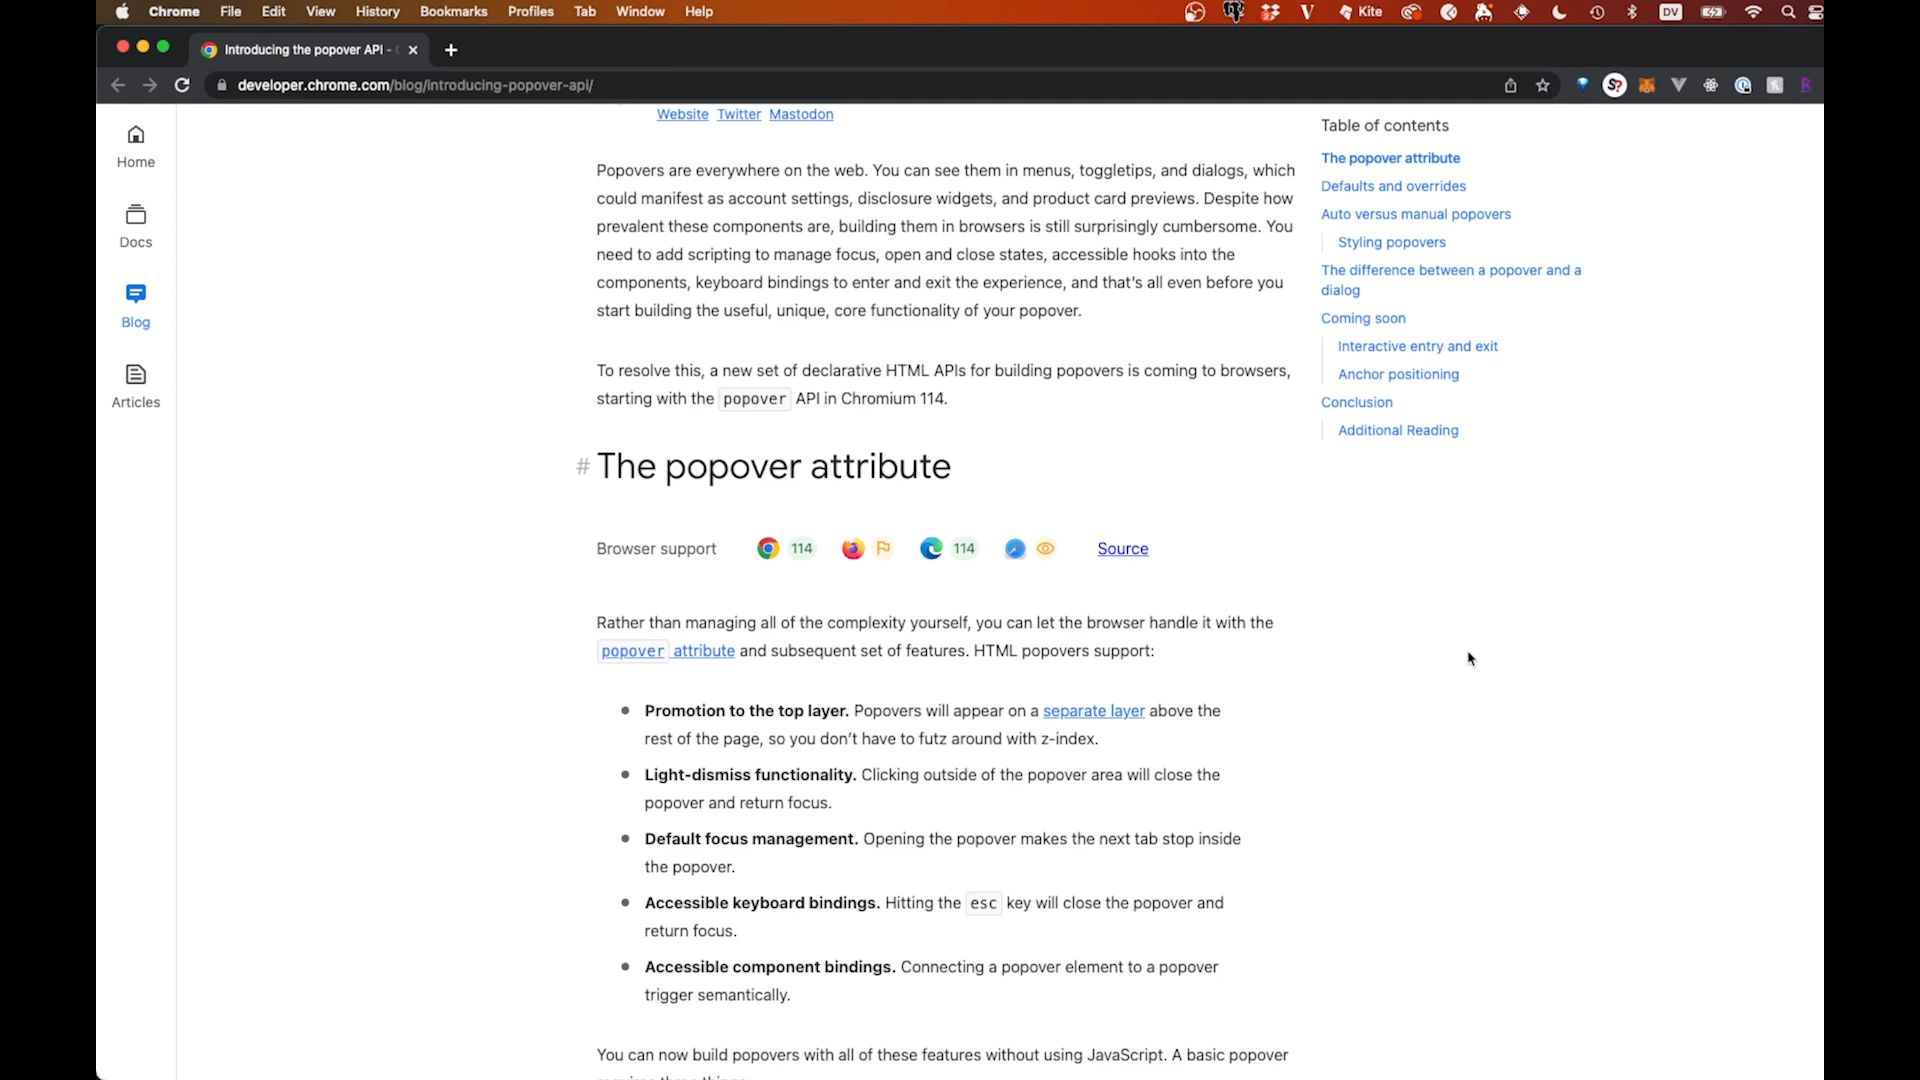 Chrome File Edit View History Bookmarks Profiles Tab Window Help
V Kite DV
Introducing the popover API -
developer.chrome.com/blog/introducing-popover-api/
S?
Home
Docs
Blog
Articles
Website Twitter Mastodon
Popovers are everywhere on the web. You can see them in menus, toggletips, and dialogs, which
could manifest as account settings, disclosure widgets, and product card previews. Despite how
prevalent these components are, building them in browsers is still surprisingly cumbersome. You
need to add scripting to manage focus, open and close states, accessible hooks into the
components, keyboard bindings to enter and exit the experience, and that's all even before you
start building the useful, unique, core functionality of your popover.
To resolve this, a new set of declarative HTML APIs for building popovers is coming to browsers,
starting with the popover API in Chromium 114.
# The popover attribute
Browser support 114 114 Source
Rather than managing all of the complexity yourself, you can let the browser handle it with the
popover attribute and subsequent set of features. HTML popovers support:
Promotion to the top layer. Popovers will appear on a separate layer above the
rest of the page, so you don't have to futz around with z-index.
Light-dismiss functionality. Clicking outside of the popover area will close the
popover and return focus.
Default focus management. Opening the popover makes the next tab stop inside
the popover.
Accessible keyboard bindings. Hitting the esc key will close the popover and
return focus.
Accessible component bindings. Connecting a popover element to a popover
trigger semantically.
You can now build popovers with all of these features without using JavaScript. A basic popover
Table of contents
The popover attribute
Defaults and overrides
Auto versus manual popovers
Styling popovers
The difference between a popover and a
dialog
Coming soon
Interactive entry and exit
Anchor positioning
Conclusion
Additional Reading